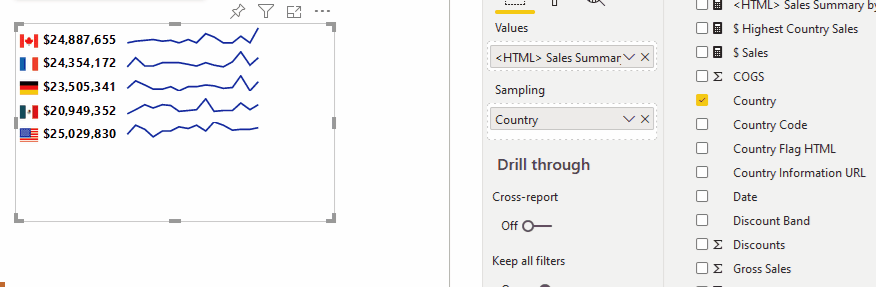 $24,887,655
$24,354,172
$23,505,341
$20,949,352
$25,029,830
Values
<HTML> Sales Summar
Sampling
Country
Drill through
Cross-report
Off
Keep all filters
<HTML> Sales Summary by
$ Highest Country Sales
$ Sales
COGS
Country
Country Code
Country Flag HTML
Country Information URL
Date
Discount Band
Discounts
Gross Sales